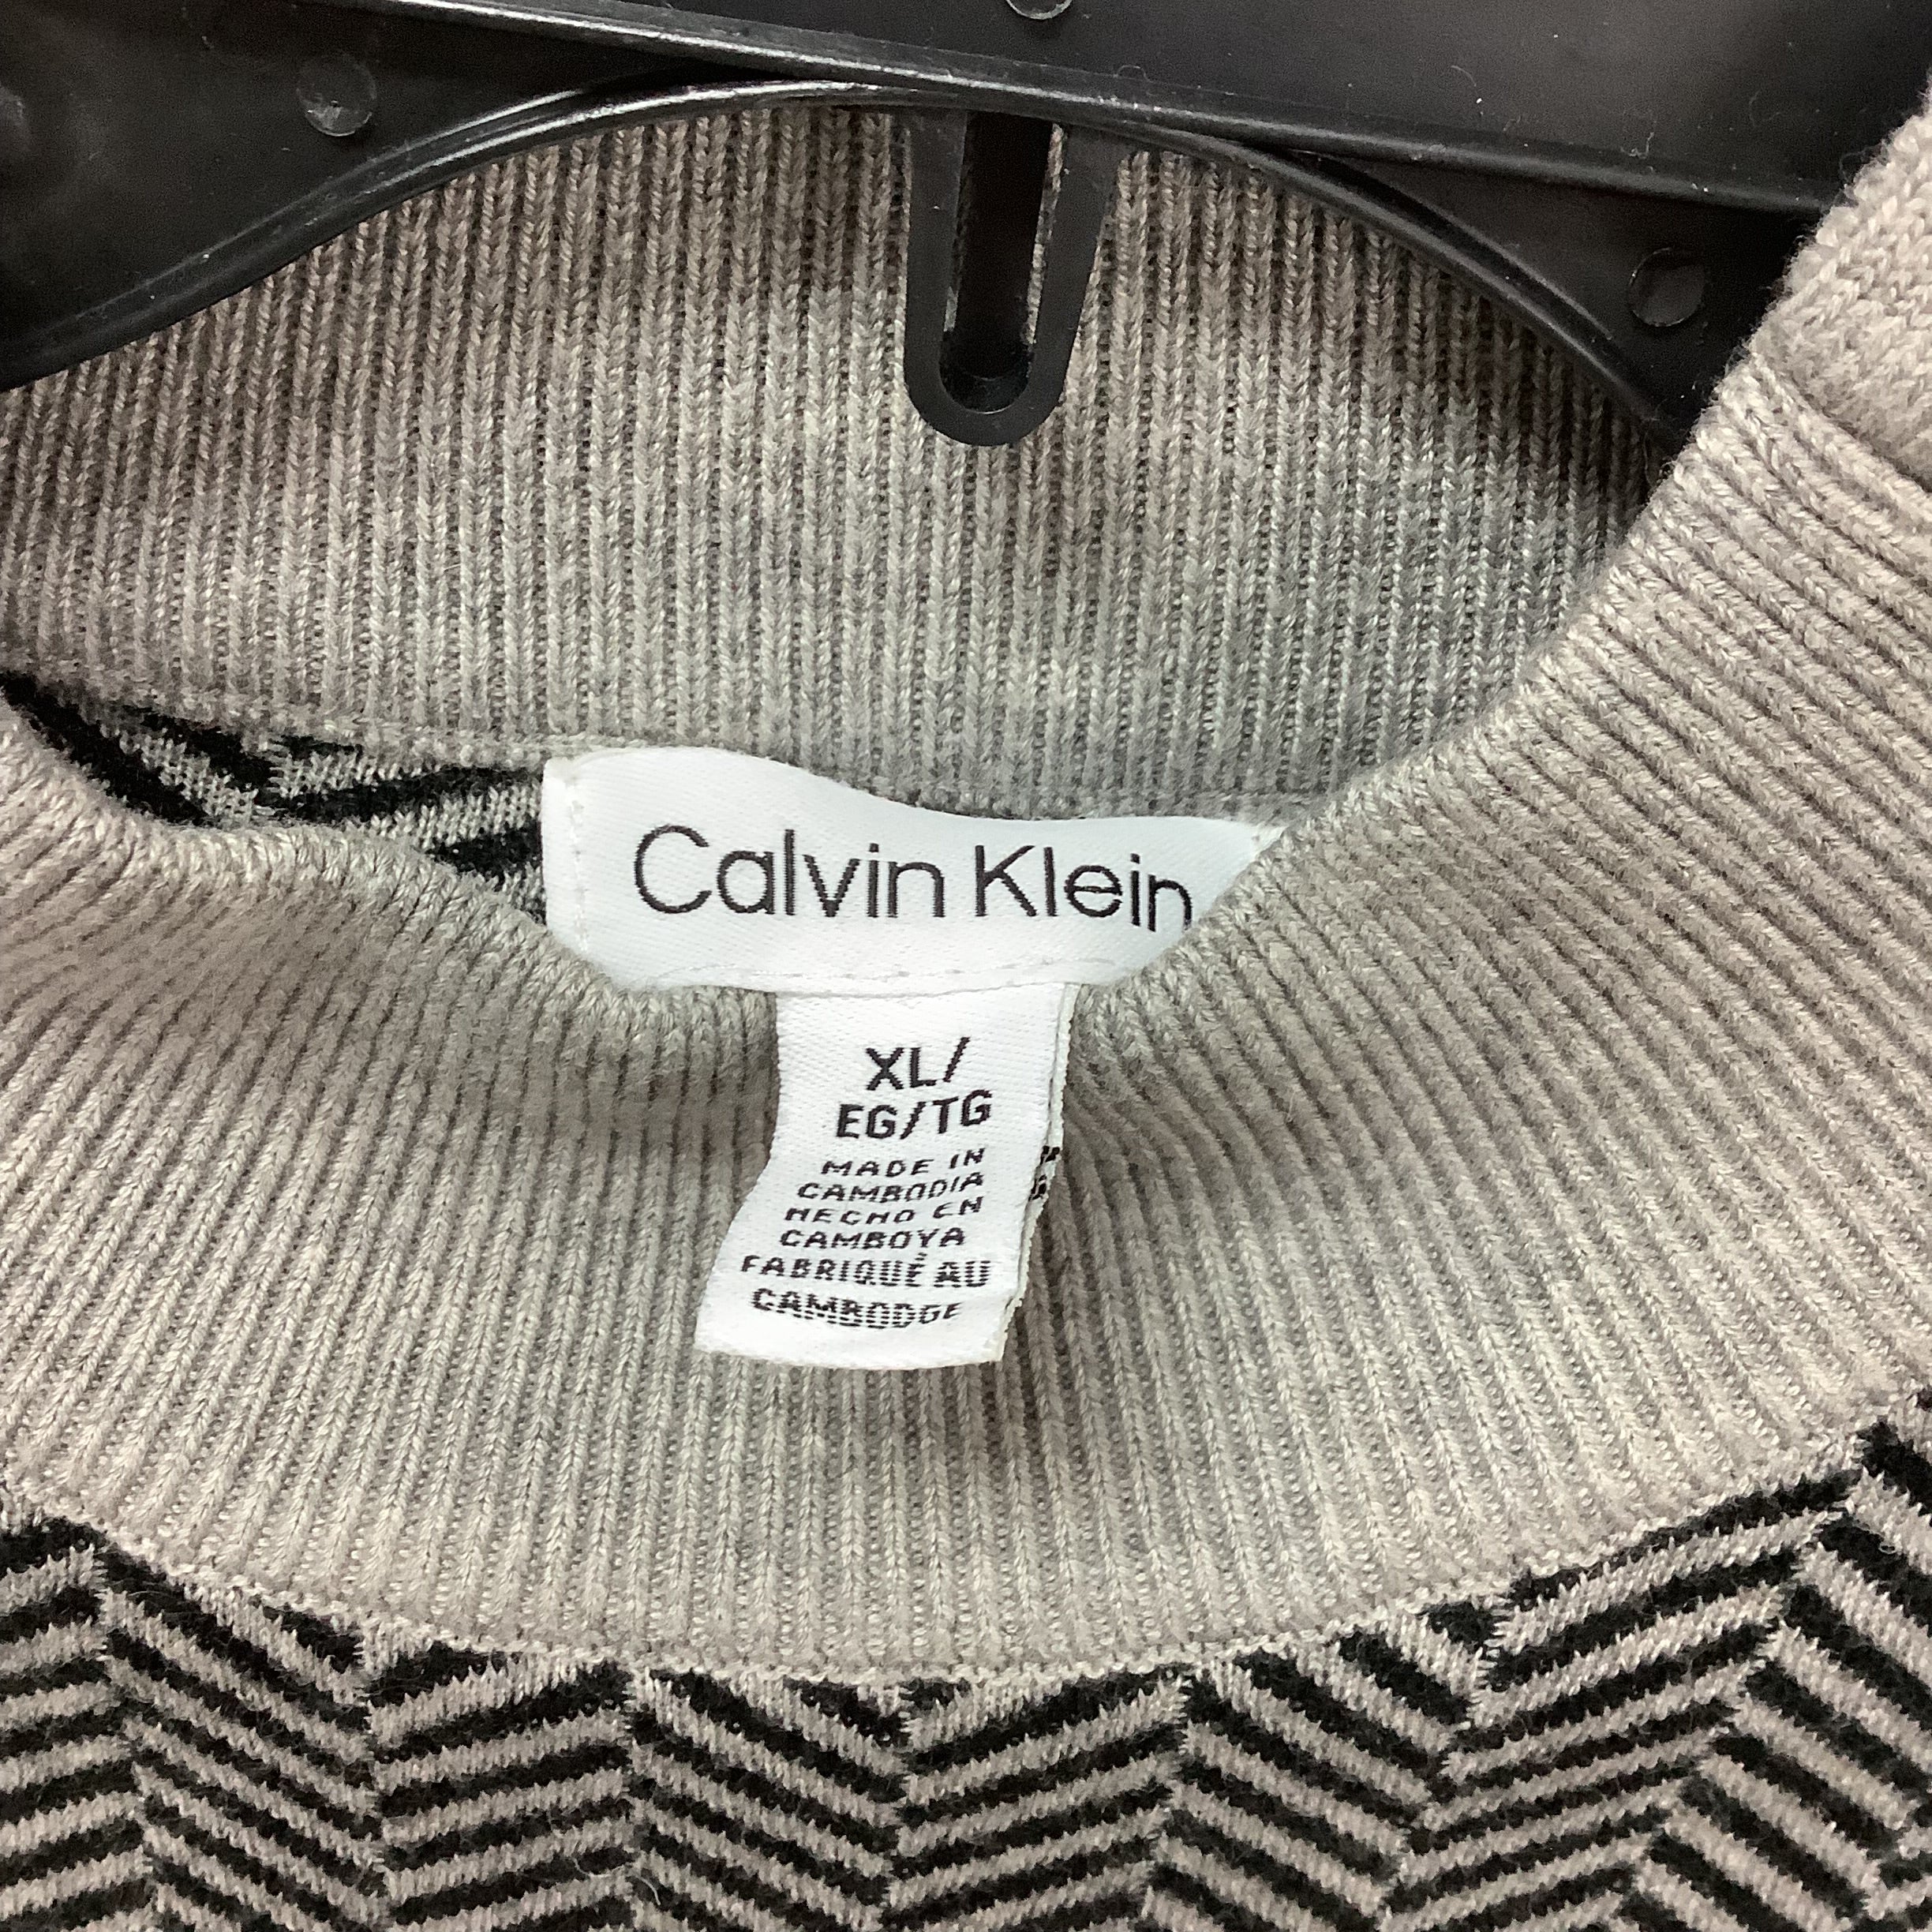 Calvin Klein
XL/
EG/TG
MADE IN
CAMBODIA
HECHO EN
CAMBOYA
FABRIQUÉ AU
CAMBODGE